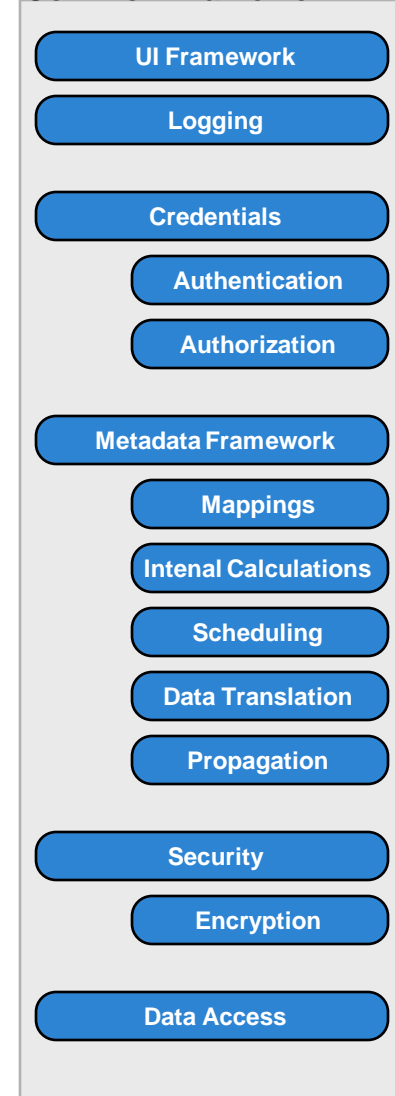 UI Framework
Logging
Credentials
Authentication
Authorization
Metadata Framework
Mappings
Intenal Calculations
Scheduling
Data Translation
Propagation
Security
Encryption
Data Access